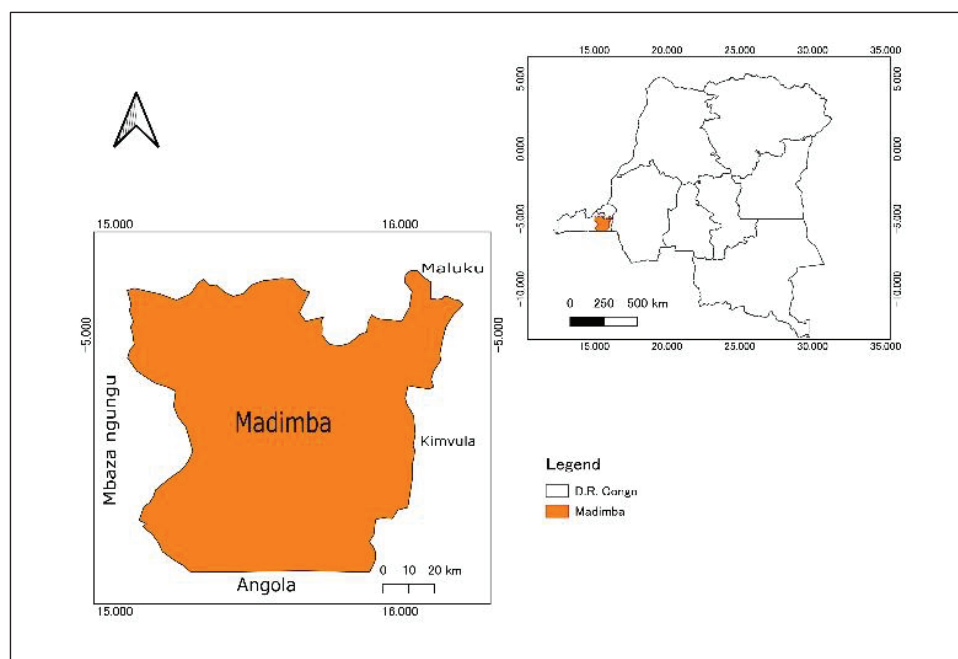 15.000 20.000 25.000 30.000 35.000
5.000 5.000
0.000 0.000
-5.000 -5.000
-10.000 -10.000
0 250 500 km
15.000 20.000 25.000 30.000 35.000
15.000 16.000
Maluku
-5.000 -5.000
Madimba
Mbaza ngungu
Kimvula
0 10 20 km
Angola
15.000 16.000
Legend
D.R. Congo
Madimba